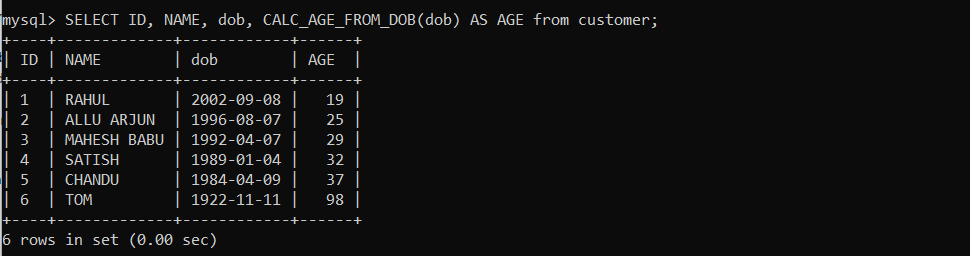 mysql> SELECT ID, NAME, dob, CALC_AGE_FROM_DOB(dob) AS AGE from customer;
+----+-------------+------------+------+
| ID | NAME        | dob        | AGE  |
+----+-------------+------------+------+
| 1  | RAHUL       | 2002-09-08 |   19 |
| 2  | ALLU ARJUN  | 1996-08-07 |   25 |
| 3  | MAHESH BABU | 1992-04-07 |   29 |
| 4  | SATISH      | 1989-01-04 |   32 |
| 5  | CHANDU      | 1984-04-09 |   37 |
| 6  | TOM         | 1922-11-11 |   98 |
+----+-------------+------------+------+
6 rows in set (0.00 sec)